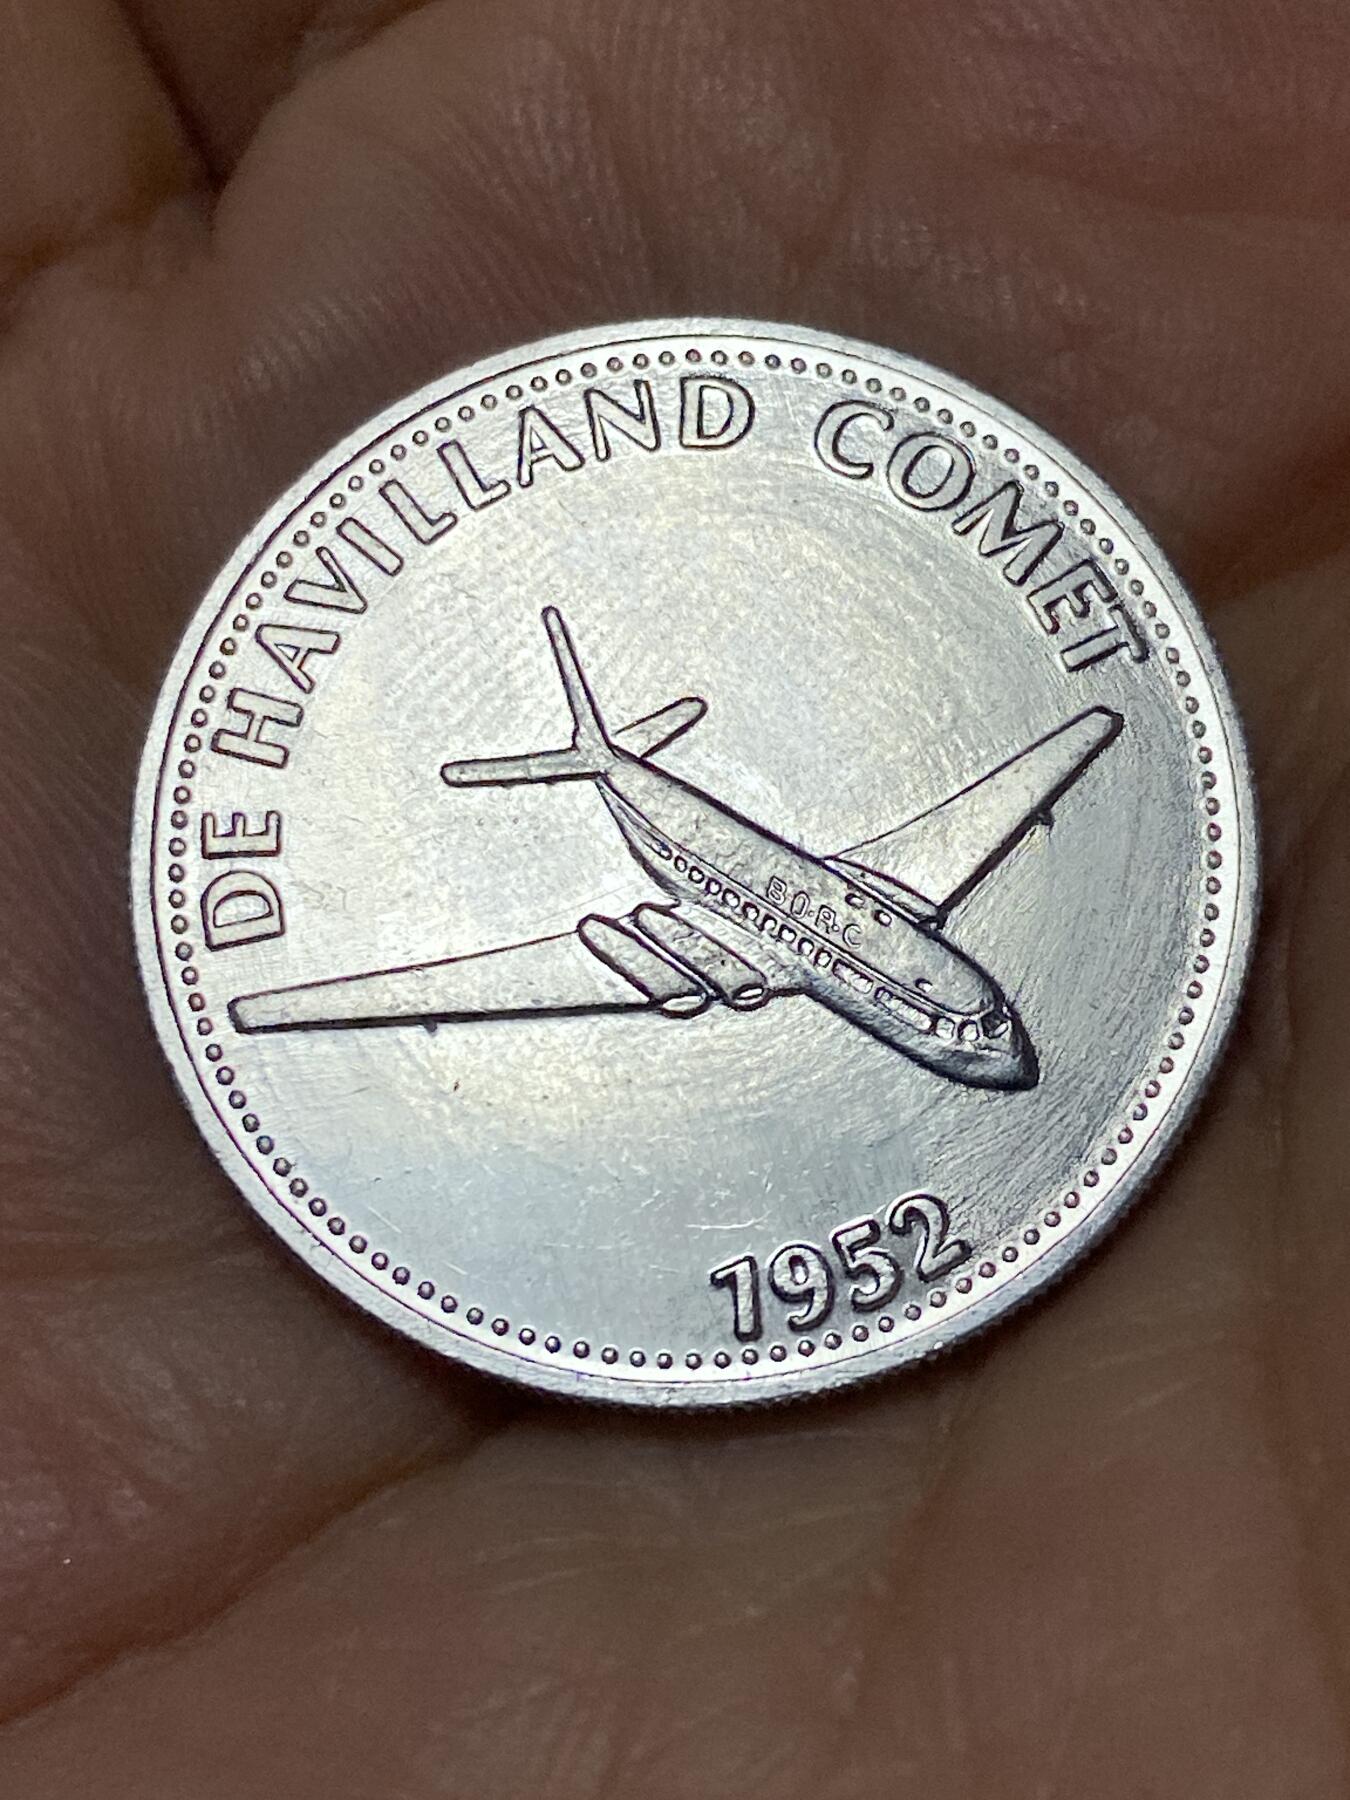 DE HAVILLAND COMET
B.O.A.C
1952